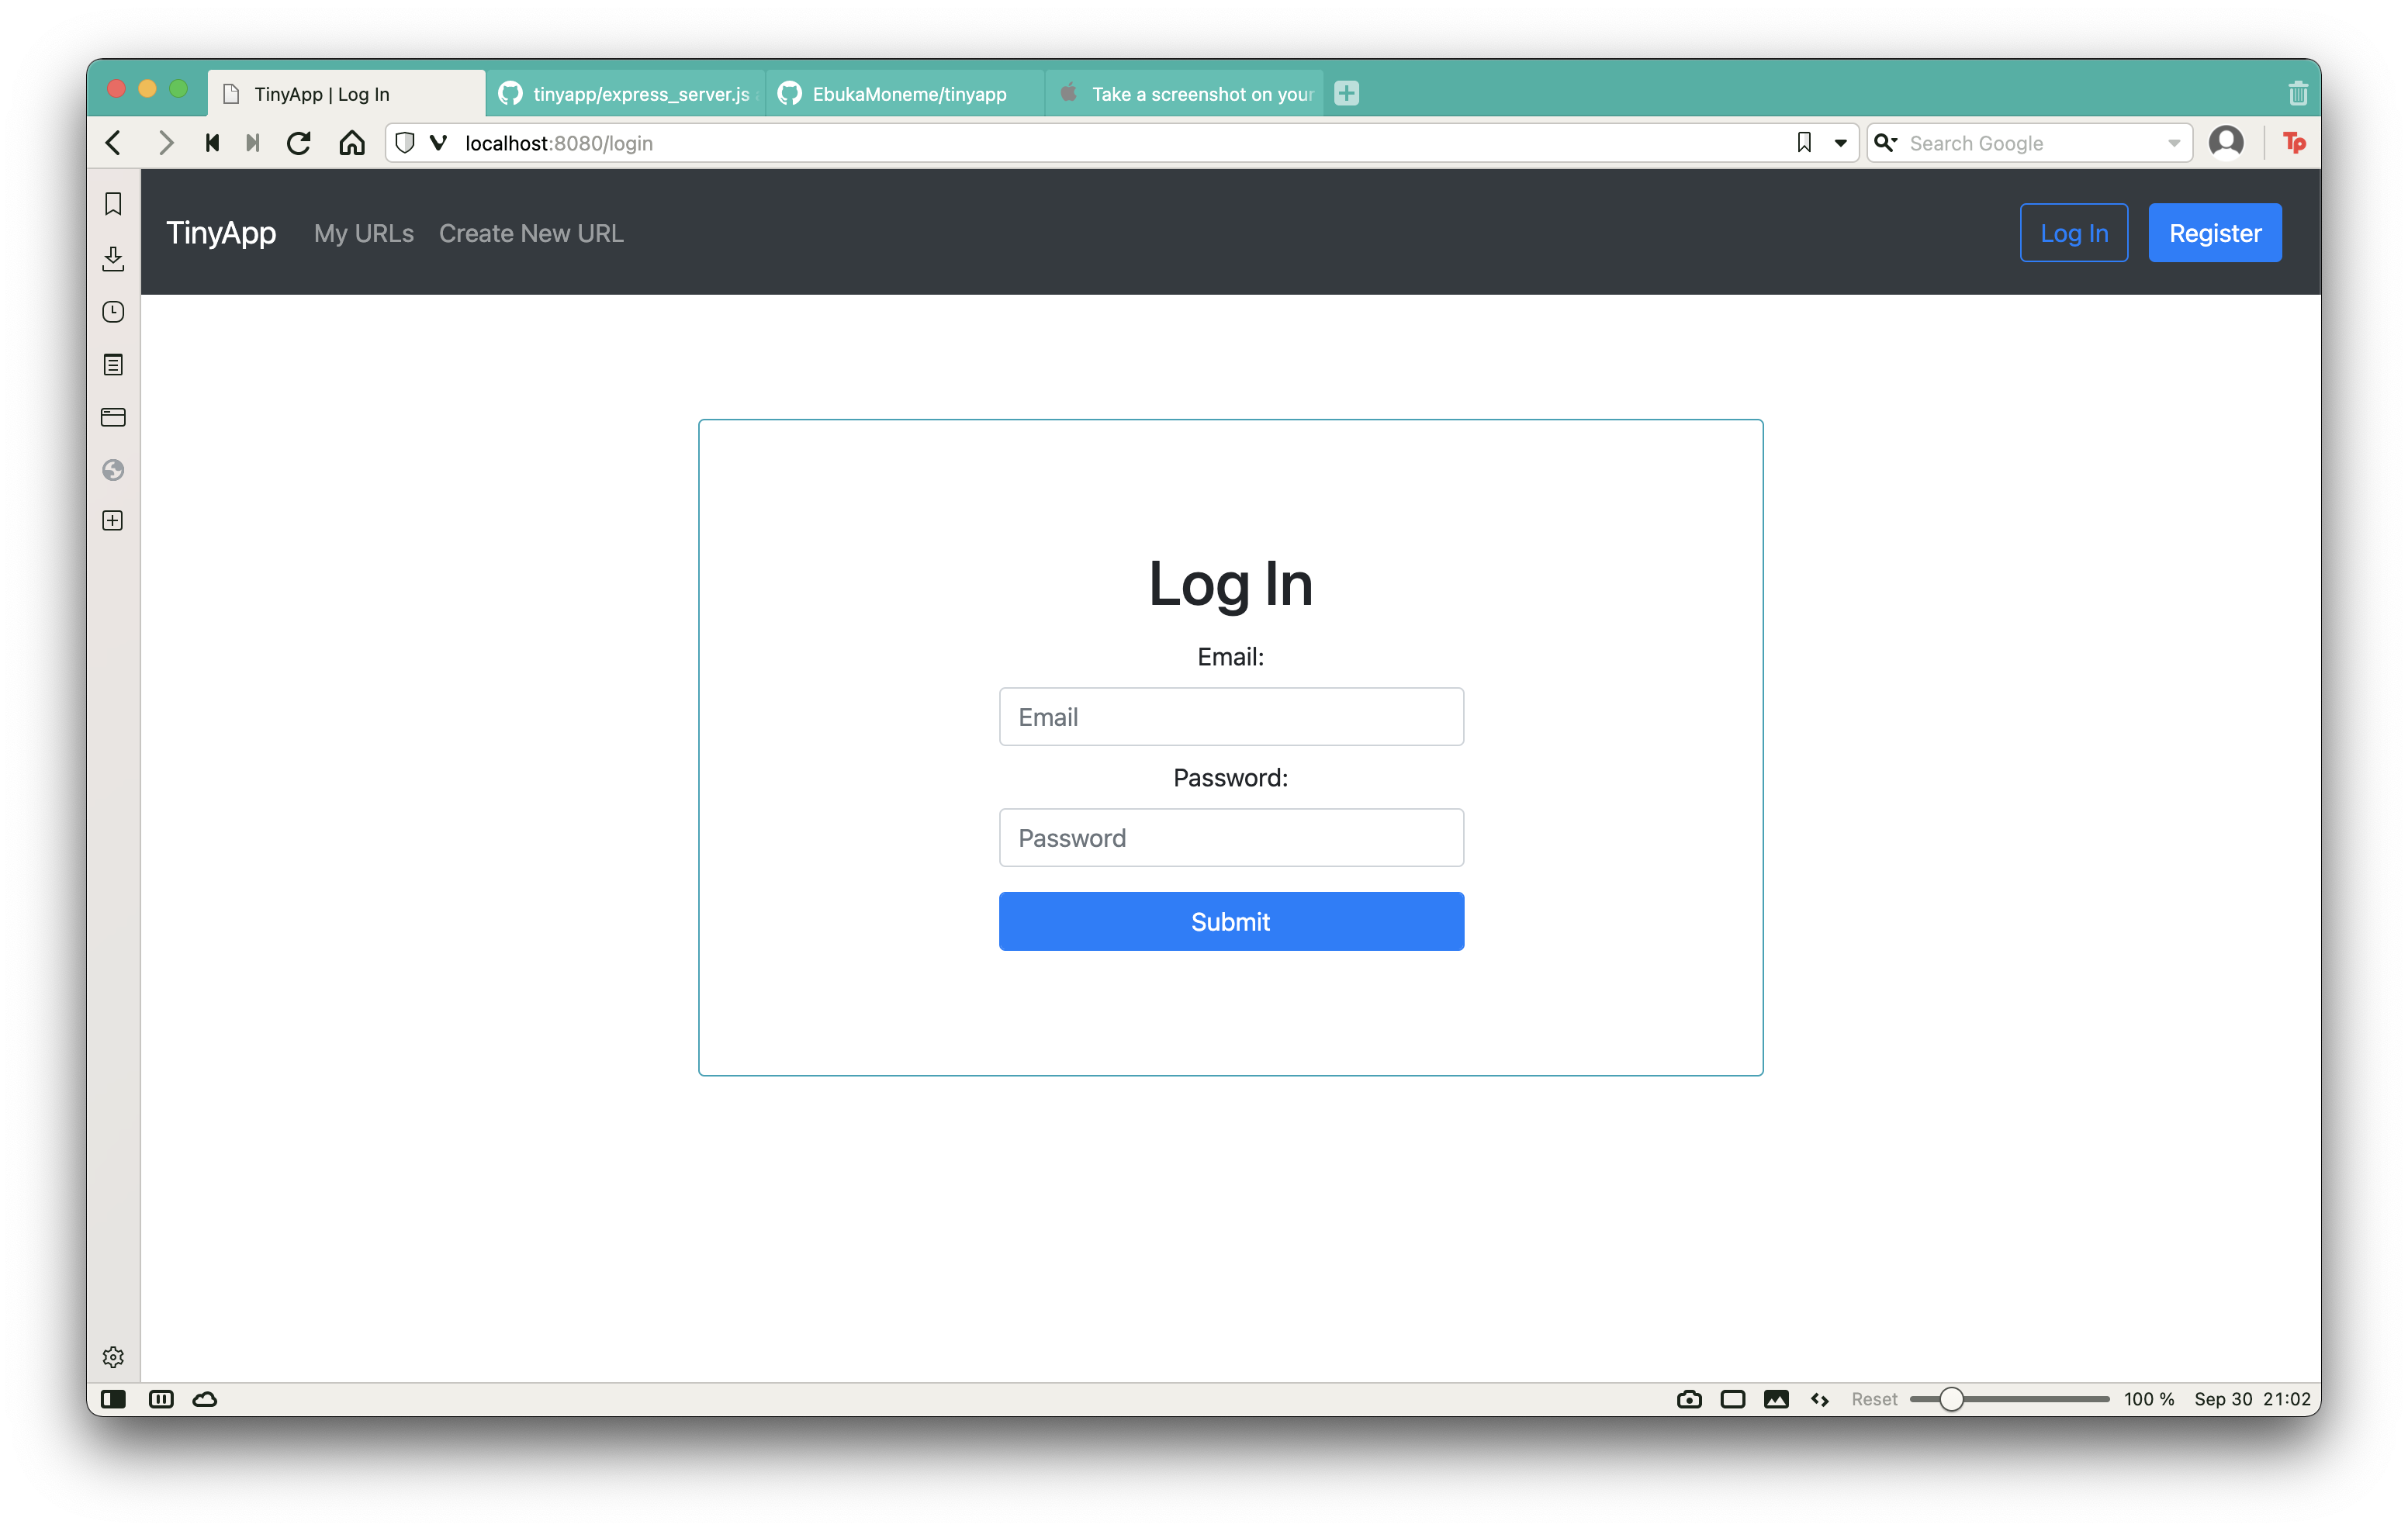 TinyApp | Log In
tinyapp/express_server.js
EbukaMoneme/tinyapp
Take a screenshot on your
localhost:8080/login
Search Google
Tp
TinyApp My URLs Create New URL
Log In Register
Log In
Email:
Email
Password:
Password
Submit
Reset 100 % Sep 30 21:02